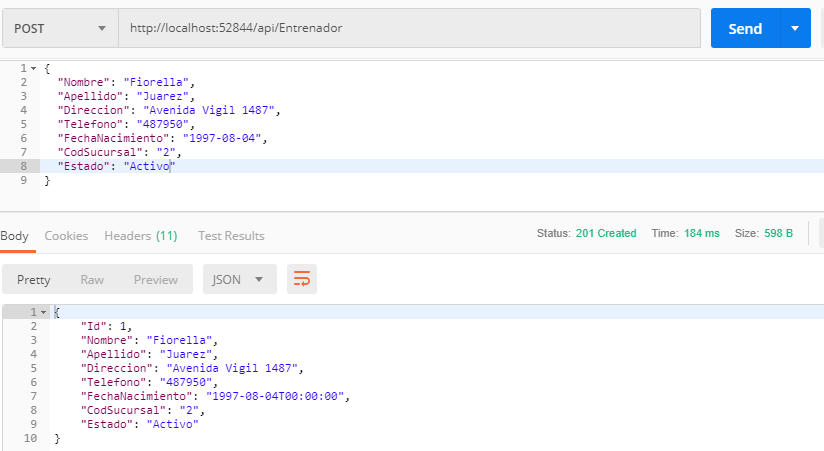 POST http://localhost:52844/api/Entrenador Send
1 {
2 "Nombre": "Fiorella",
3 "Apellido": "Juarez",
4 "Direccion": "Avenida Vigil 1487",
5 "Telefono": "487950",
6 "FechaNacimiento": "1997-08-04",
7 "CodSucursal": "2",
8 "Estado": "Activo"
9 }
Body Cookies Headers (11) Test Results Status: 201 Created Time: 184 ms Size: 598 B
Pretty Raw Preview JSON
1 {
2 "Id": 1,
3 "Nombre": "Fiorella",
4 "Apellido": "Juarez",
5 "Direccion": "Avenida Vigil 1487",
6 "Telefono": "487950",
7 "FechaNacimiento": "1997-08-04T00:00:00",
8 "CodSucursal": "2",
9 "Estado": "Activo"
10 }